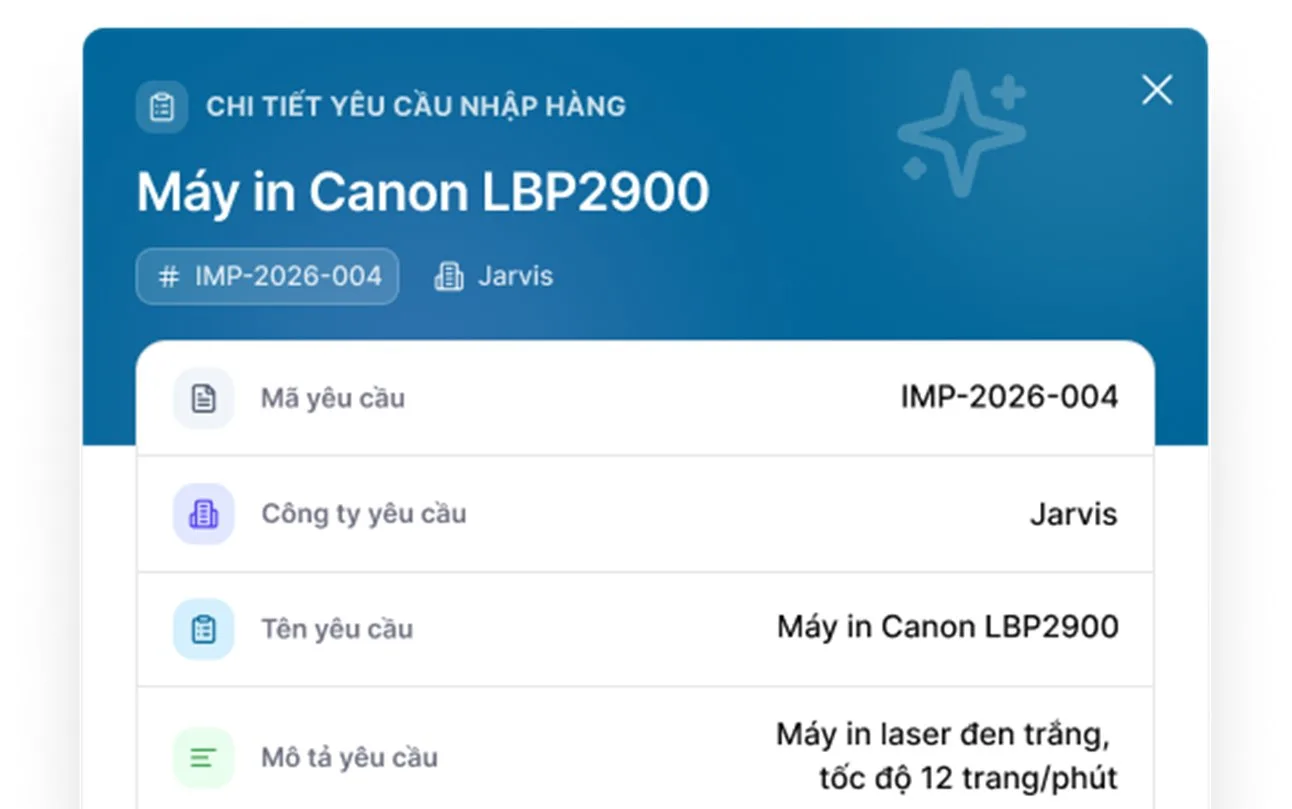 CHI TIẾT YÊU CẦU NHẬP HÀNG
Máy in Canon LBP2900
# IMP-2026-004
Jarvis
Mã yêu cầu
IMP-2026-004
Công ty yêu cầu
Jarvis
Tên yêu cầu
Máy in Canon LBP2900
Mô tả yêu cầu
Máy in laser đen trắng,
tốc độ 12 trang/phút